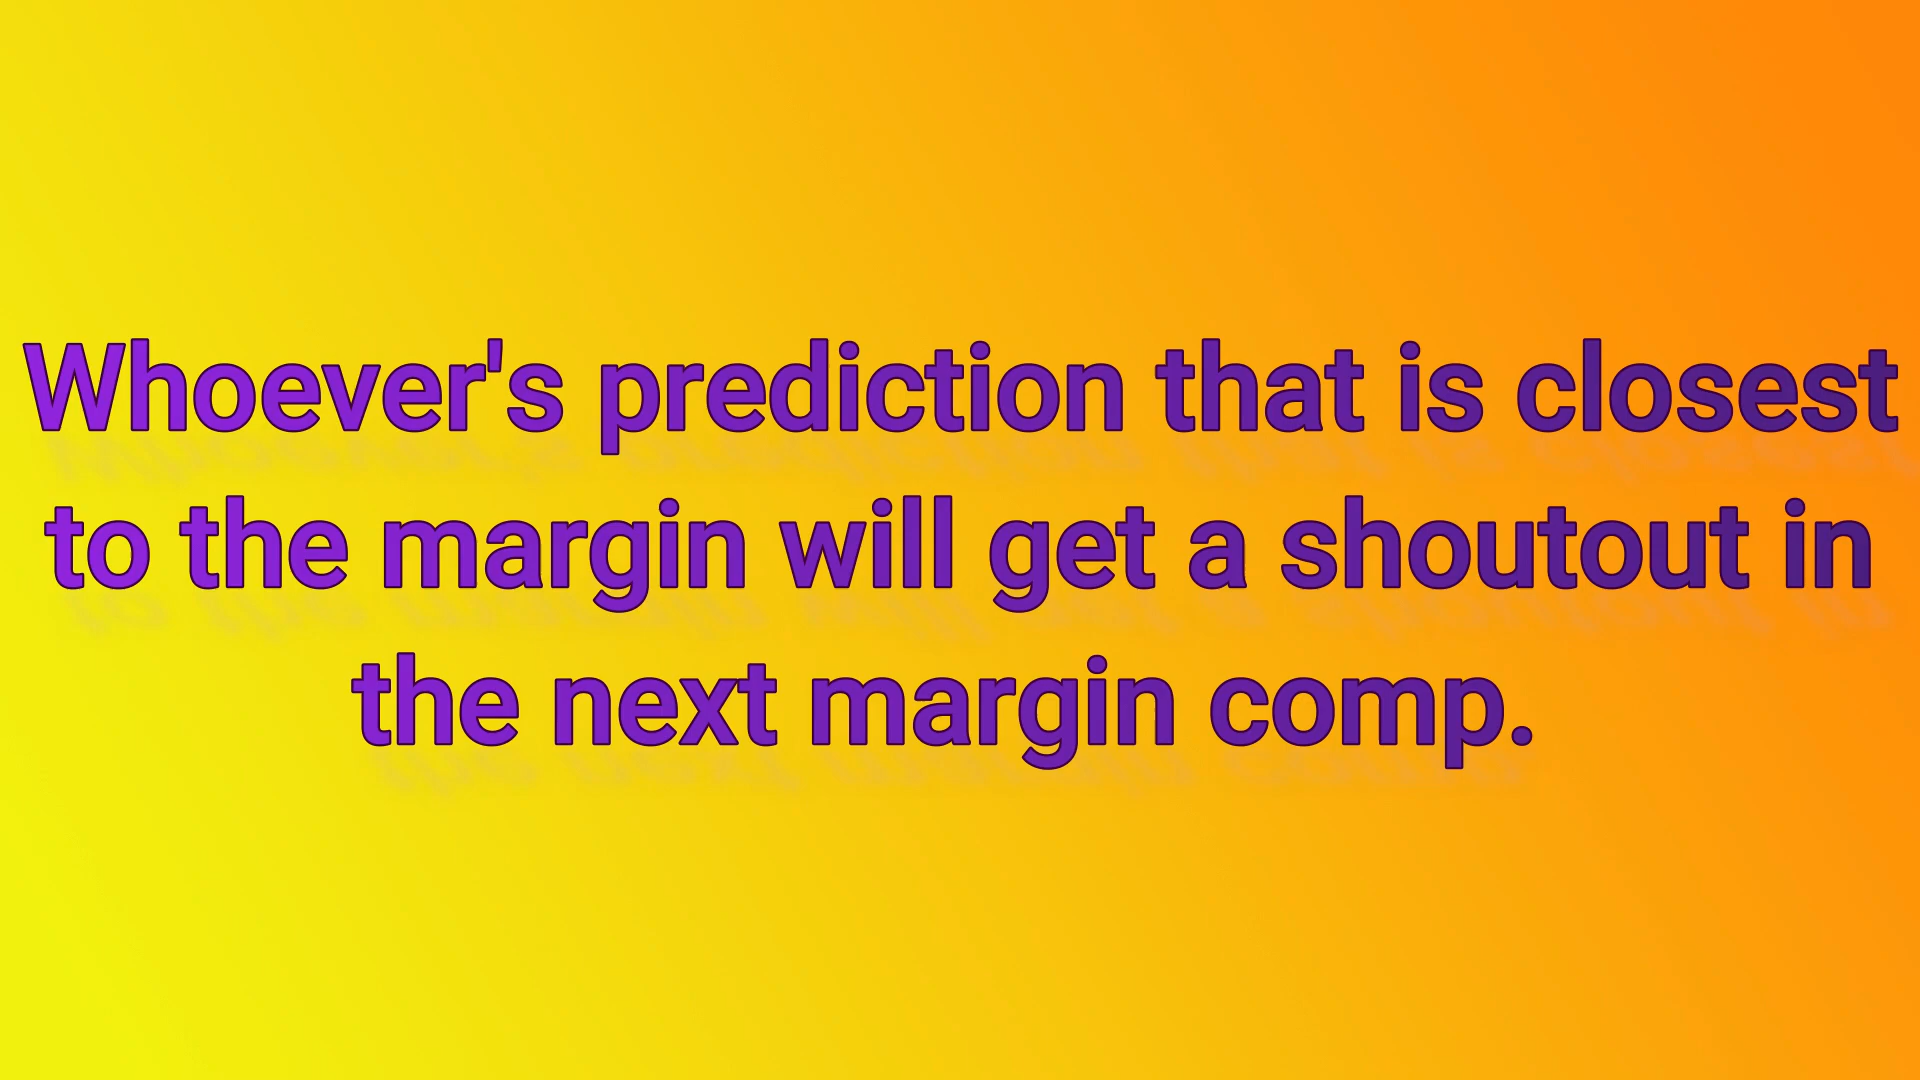 Whoever's prediction that is closest
to the margin will get a shoutout in
the next margin comp.